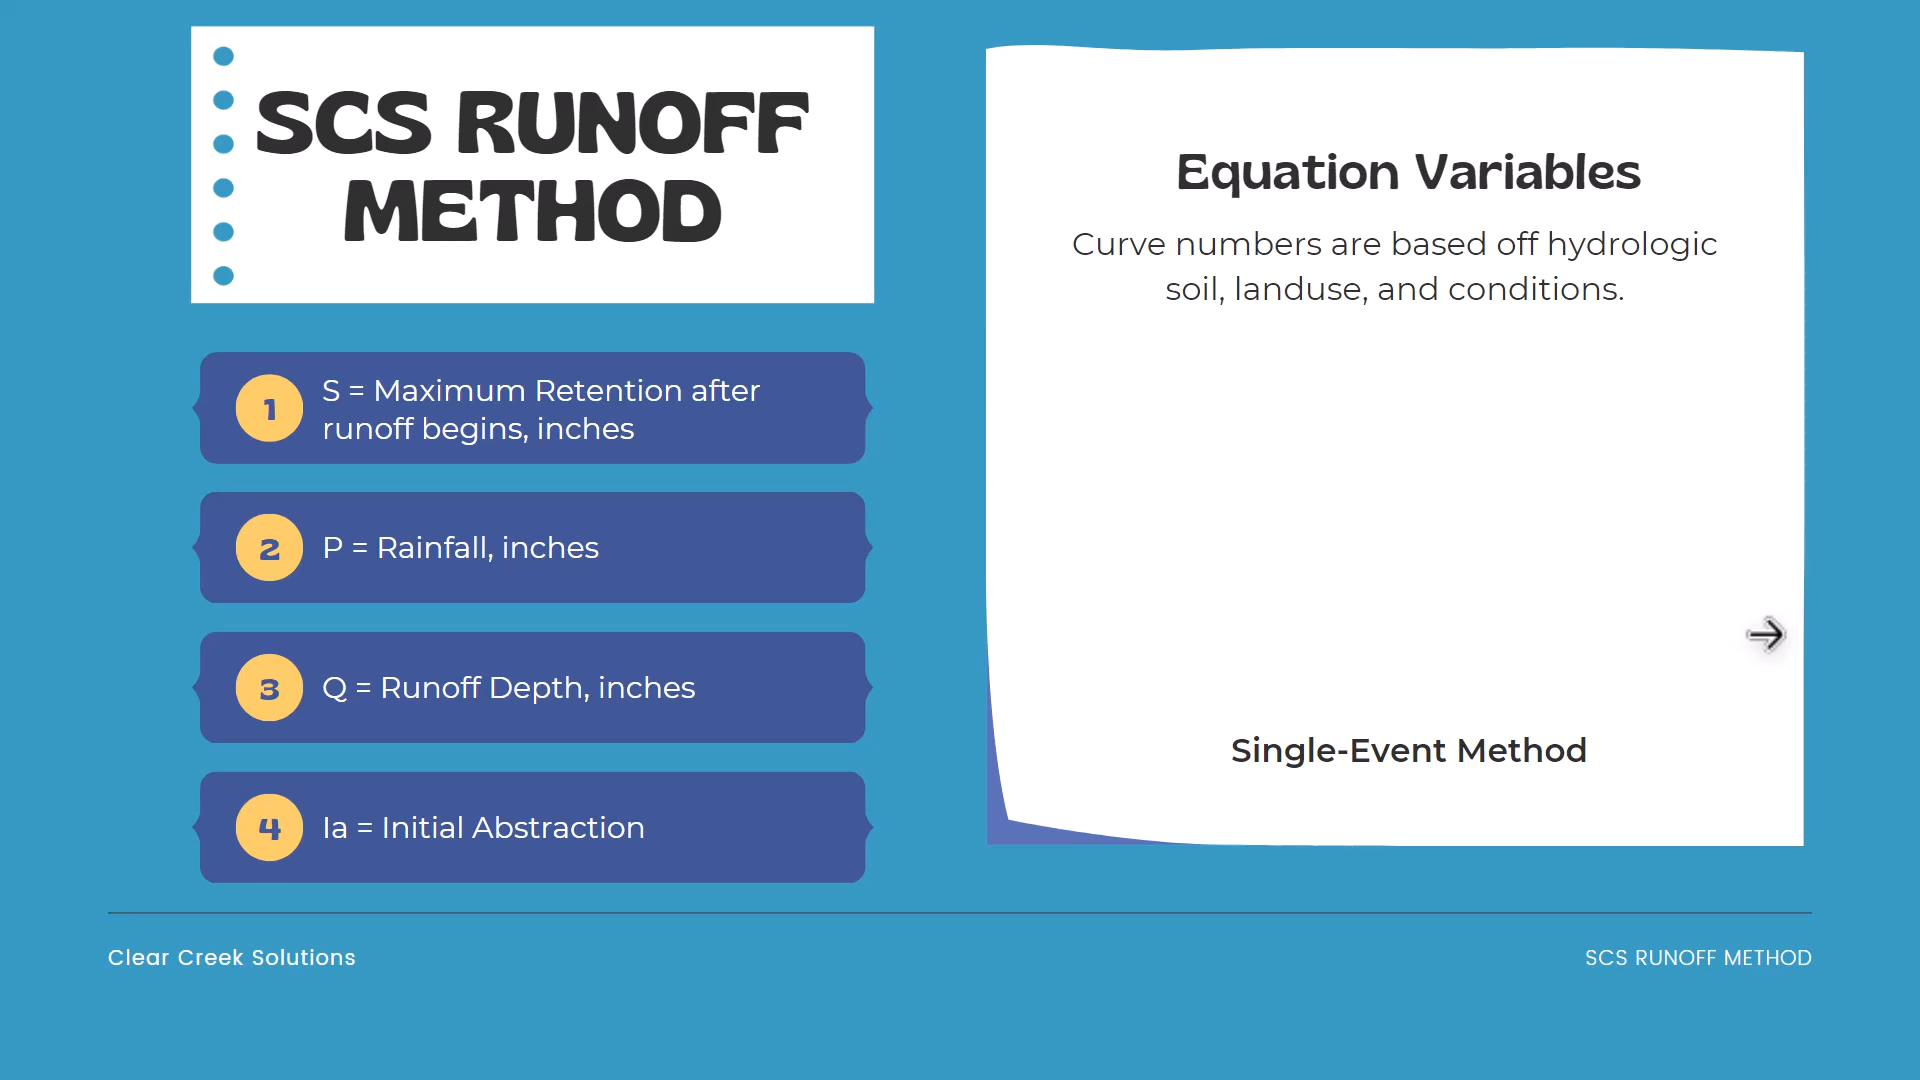 SCS RUNOFF
METHOD
1
S = Maximum Retention after
runoff begins, inches
2
P = Rainfall, inches
3
Q = Runoff Depth, inches
4
Ia = Initial Abstraction
Equation Variables
Curve numbers are based off hydrologic
soil, landuse, and conditions.
Single-Event Method
Clear Creek Solutions
SCS RUNOFF METHOD